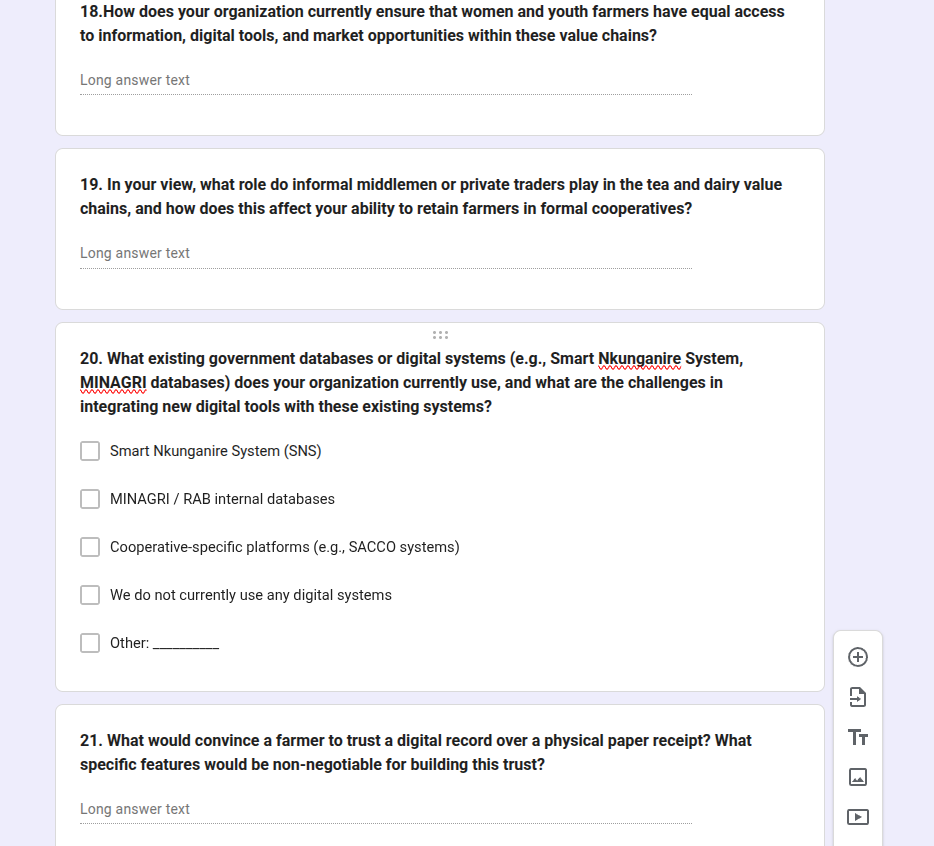 18.How does your organization currently ensure that women and youth farmers have equal access
to information, digital tools, and market opportunities within these value chains?
Long answer text
19. In your view, what role do informal middlemen or private traders play in the tea and dairy value
chains, and how does this affect your ability to retain farmers in formal cooperatives?
Long answer text
20. What existing government databases or digital systems (e.g., Smart Nkunganire System,
MINAGRI databases) does your organization currently use, and what are the challenges in
integrating new digital tools with these existing systems?
Smart Nkunganire System (SNS)
MINAGRI / RAB internal databases
Cooperative-specific platforms (e.g., SACCO systems)
We do not currently use any digital systems
Other: __________
21. What would convince a farmer to trust a digital record over a physical paper receipt? What
specific features would be non-negotiable for building this trust?
Long answer text
Tт